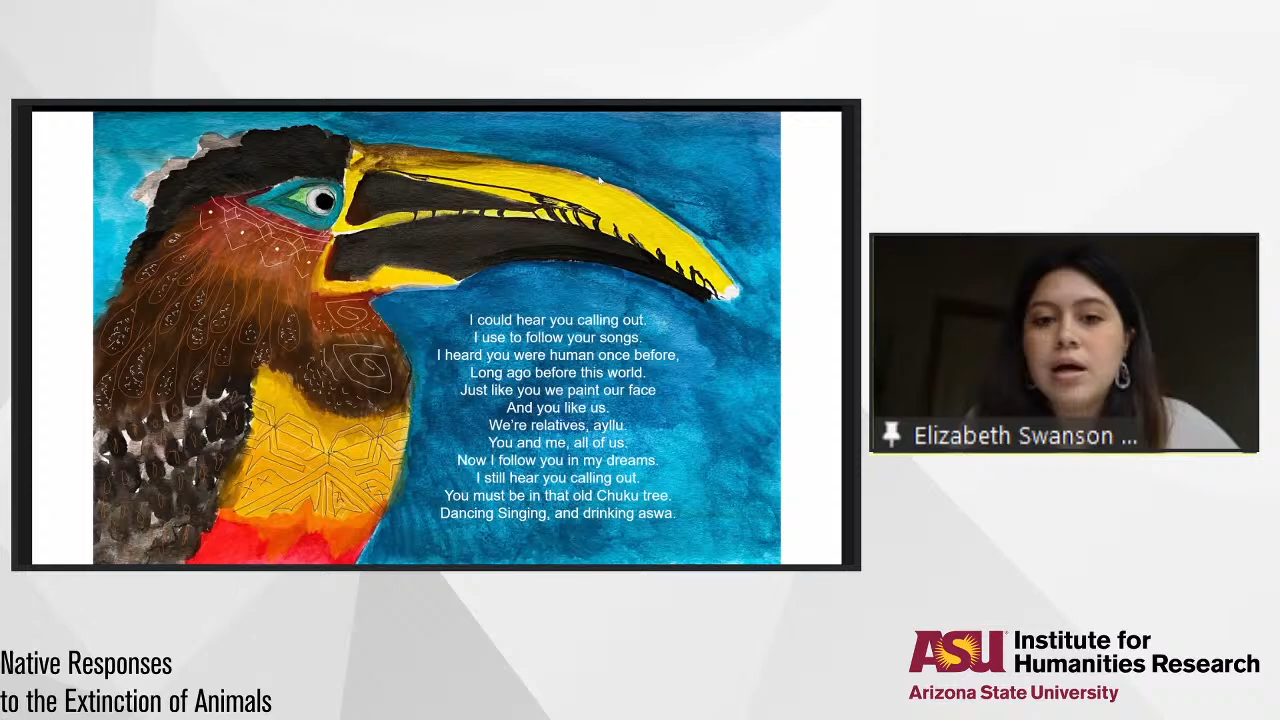 I could hear you calling out.
I use to follow your songs.
I heard you were human once before,
Long ago before this world.
Just like you we paint our face
And you like us.
We're relatives, ayllu.
You and me, all of us.
Now I follow you in my dreams.
I still hear you calling out.
You must be in that old Chuku tree.
Dancing Singing, and drinking aswa.
Elizabeth Swanson ...
Native Responses
to the Extinction of Animals
ASU Institute for
Humanities Research
Arizona State University